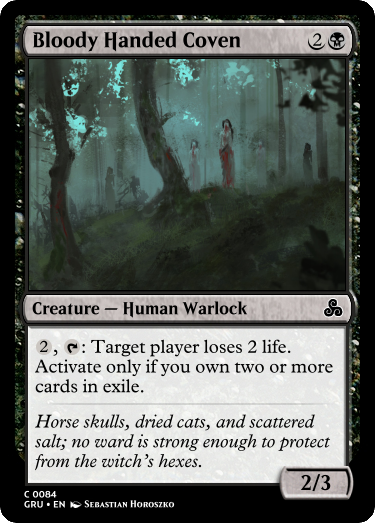 Bloody Handed Coven 2
Creature — Human Warlock
2, : Target player loses 2 life.
Activate only if you own two or more
cards in exile.
Horse skulls, dried cats, and scattered
salt; no ward is strong enough to protect
from the witch's hexes.
2/3
C 0084
GRU • EN Sebastian Horoszko